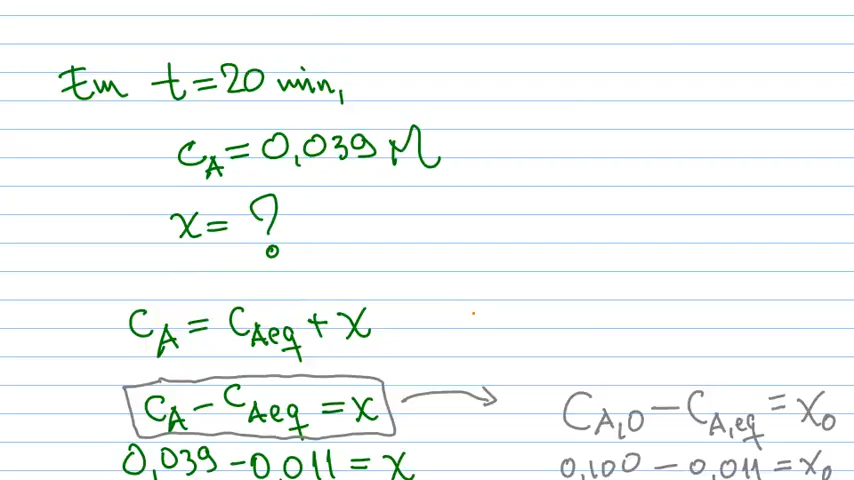 Em t=20 min,
C_A = 0,039 M
x = ?
C_A = C_Aeq + x
C_A - C_Aeq = x
C_A,0 - C_A,eq = x_0
0,039 - 0,011 = x
0,100 - 0,011 = x_0